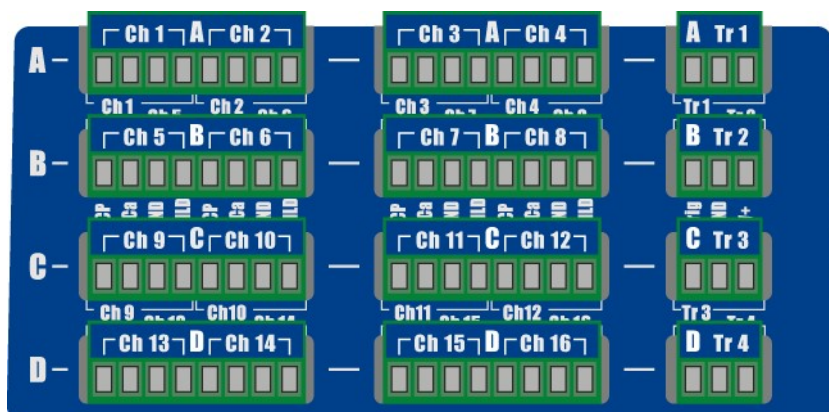 Ch 1 A Ch 2 Ch 3 A Ch 4 A Tr 1
A
Ch 1 Ch 2 Ch 3 Ch 4 Tr 1
Ch 5 B Ch 6 Ch 7 B Ch 8 B Tr 2
B
Ch 9 C Ch 10 Ch 11 C Ch 12 C Tr 3
C
Ch9 Ch10 Ch11 Ch12 Tr 3
Ch 13 D Ch 14 Ch 15 D Ch 16 D Tr 4
D